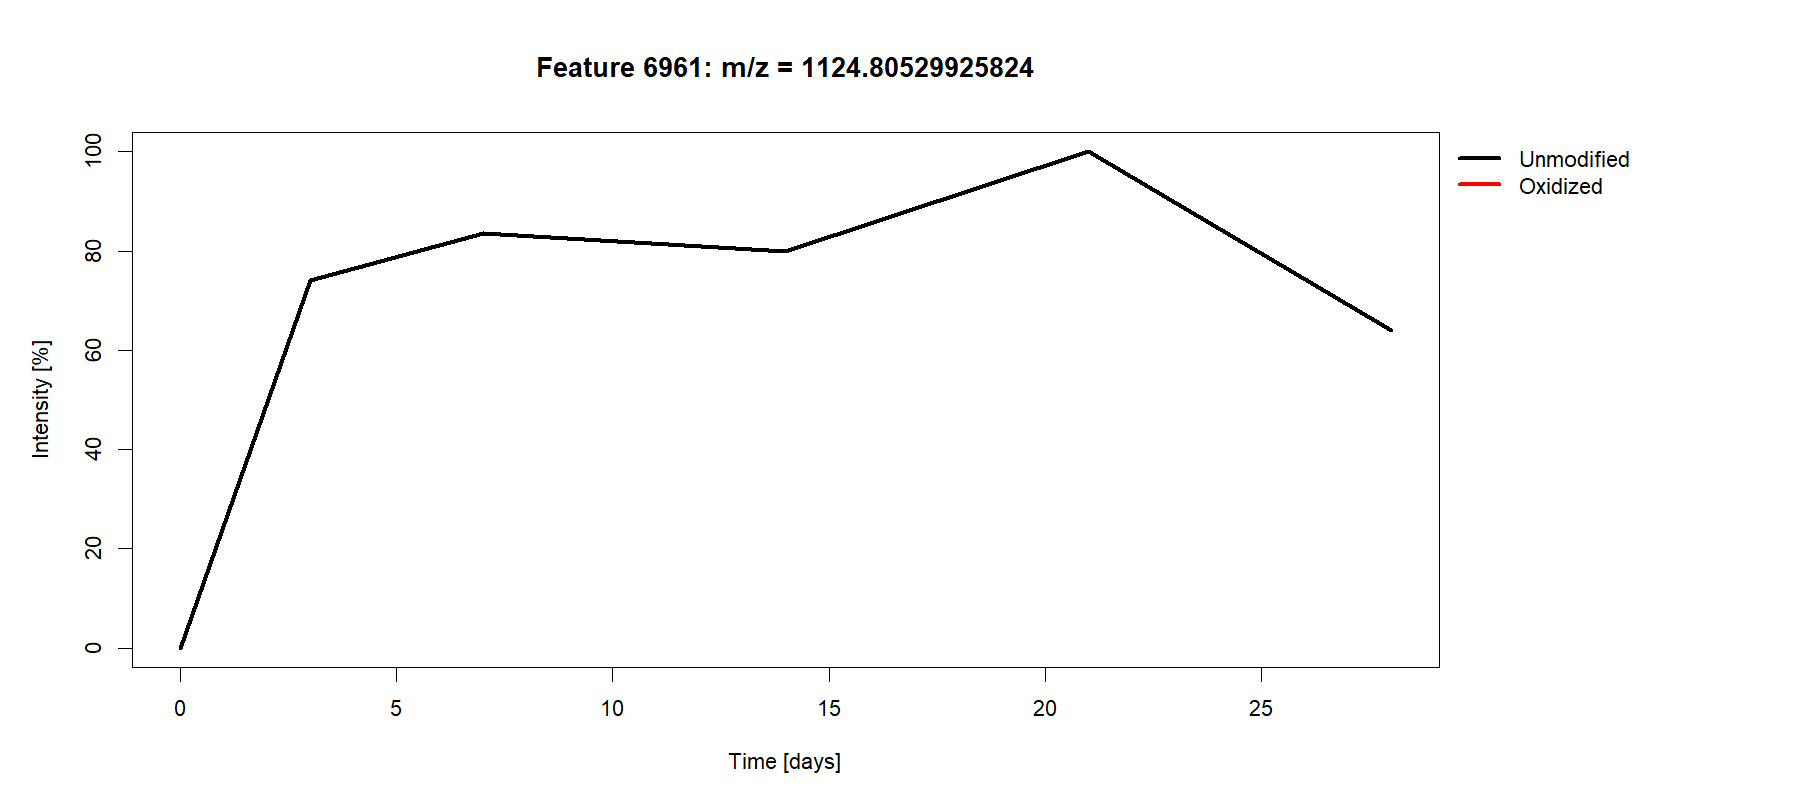 Feature 6961: m/z = 1124.80529925824
Unmodified
Oxidized
Intensity [%]
100
80
60
40
20
0
0 5 10 15 20 25
Time [days]